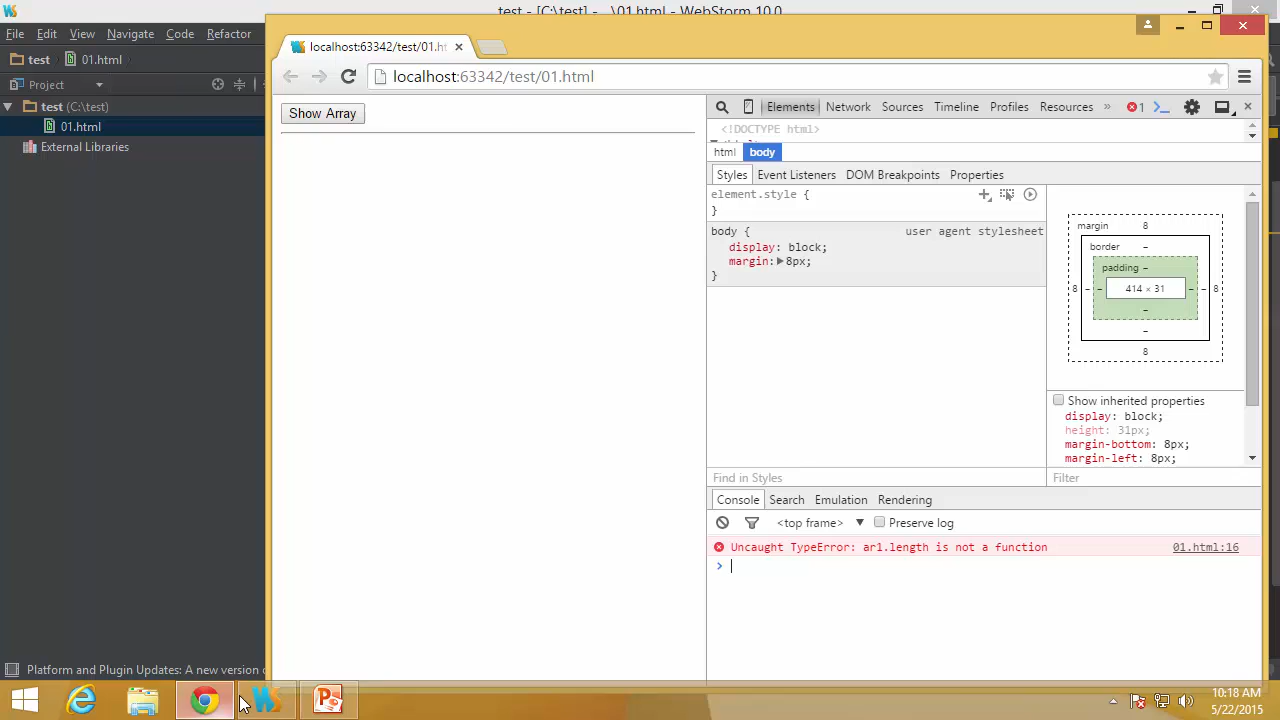 test - [C:\test] - ...\01.html - WebStorm 10.0
File Edit View Navigate Code Refactor
test 01.html
Project
test (C:\test)
01.html
External Libraries
localhost:63342/test/01.ht
localhost:63342/test/01.html
Show Array
Elements Network Sources Timeline Profiles Resources » 1
<!DOCTYPE html>
html body
Styles Event Listeners DOM Breakpoints Properties
element.style {
}
body { user agent stylesheet
display: block;
margin: 8px;
}
margin 8
border –
padding –
8 – – 414 × 31 – – 8
–
–
8
Show inherited properties
display: block;
height: 31px;
margin-bottom: 8px;
margin-left: 8px;
Find in Styles Filter
Console Search Emulation Rendering
<top frame> Preserve log
Uncaught TypeError: ar1.length is not a function 01.html:16
>
Platform and Plugin Updates: A new version o
10:18 AM
5/22/2015